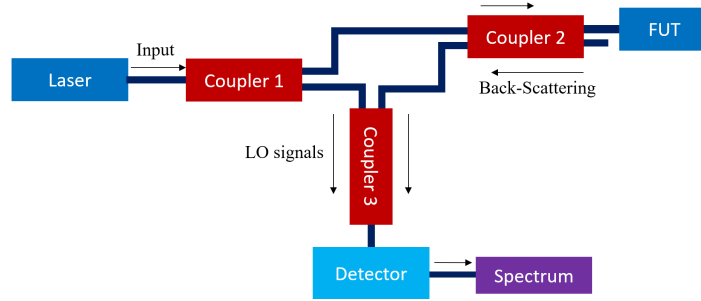 Input
Laser
Coupler 1
Coupler 2
FUT
Back-Scattering
LO signals
Coupler 3
Detector
Spectrum